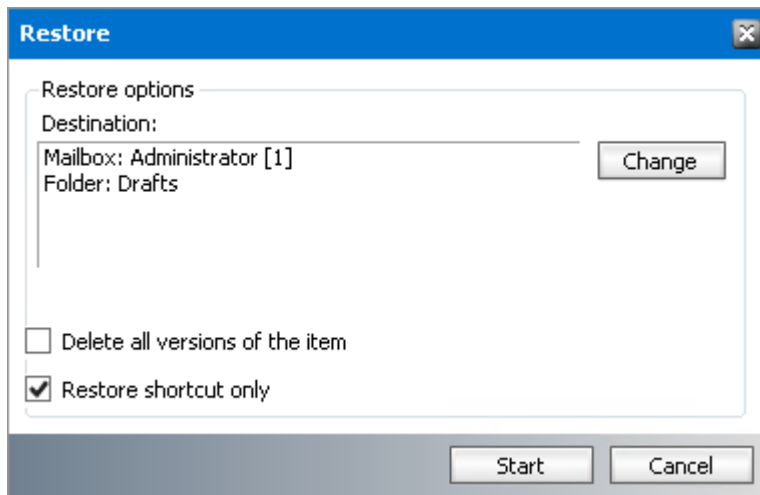 Restore
Restore options
Destination:
Mailbox: Administrator [1]
Folder: Drafts
Change
Delete all versions of the item
Restore shortcut only
Start
Cancel